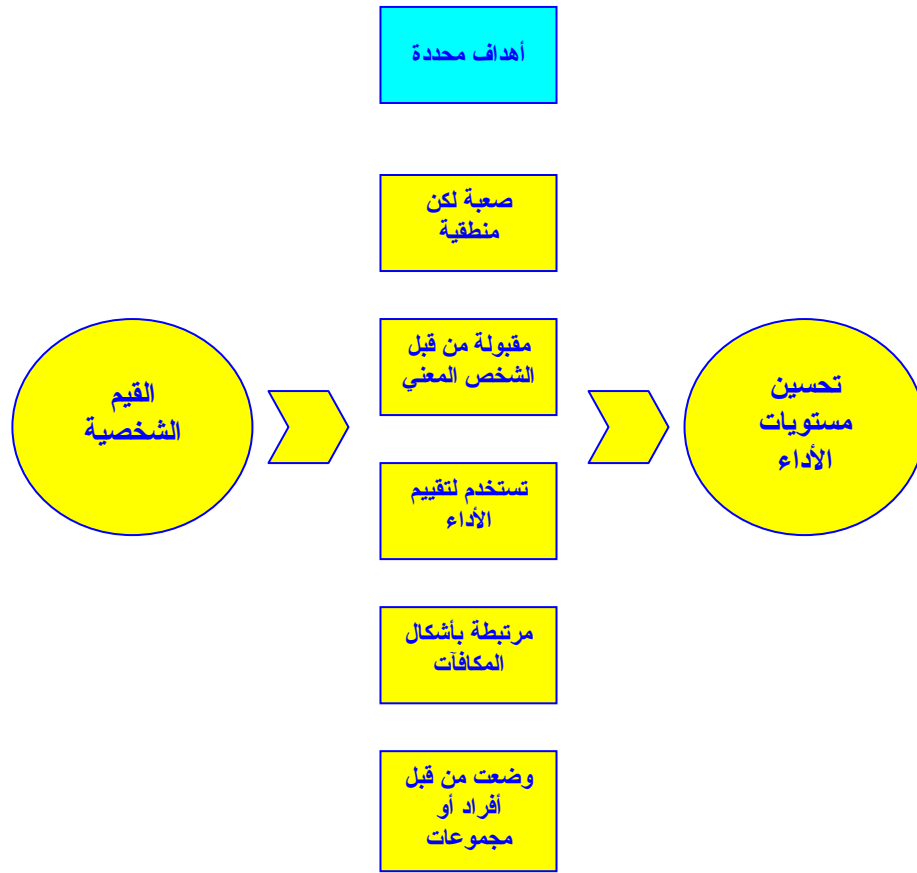 أهداف محددة
صعبة لكن
منطقية
القيم
الشخصية
مقبولة من قبل
الشخص المعني
تحسين
مستويات
الأداء
تستخدم لتقييم
الأداء
مرتبطة بأشكال
المكافآت
وضعت من قبل
أفراد أو
مجموعات